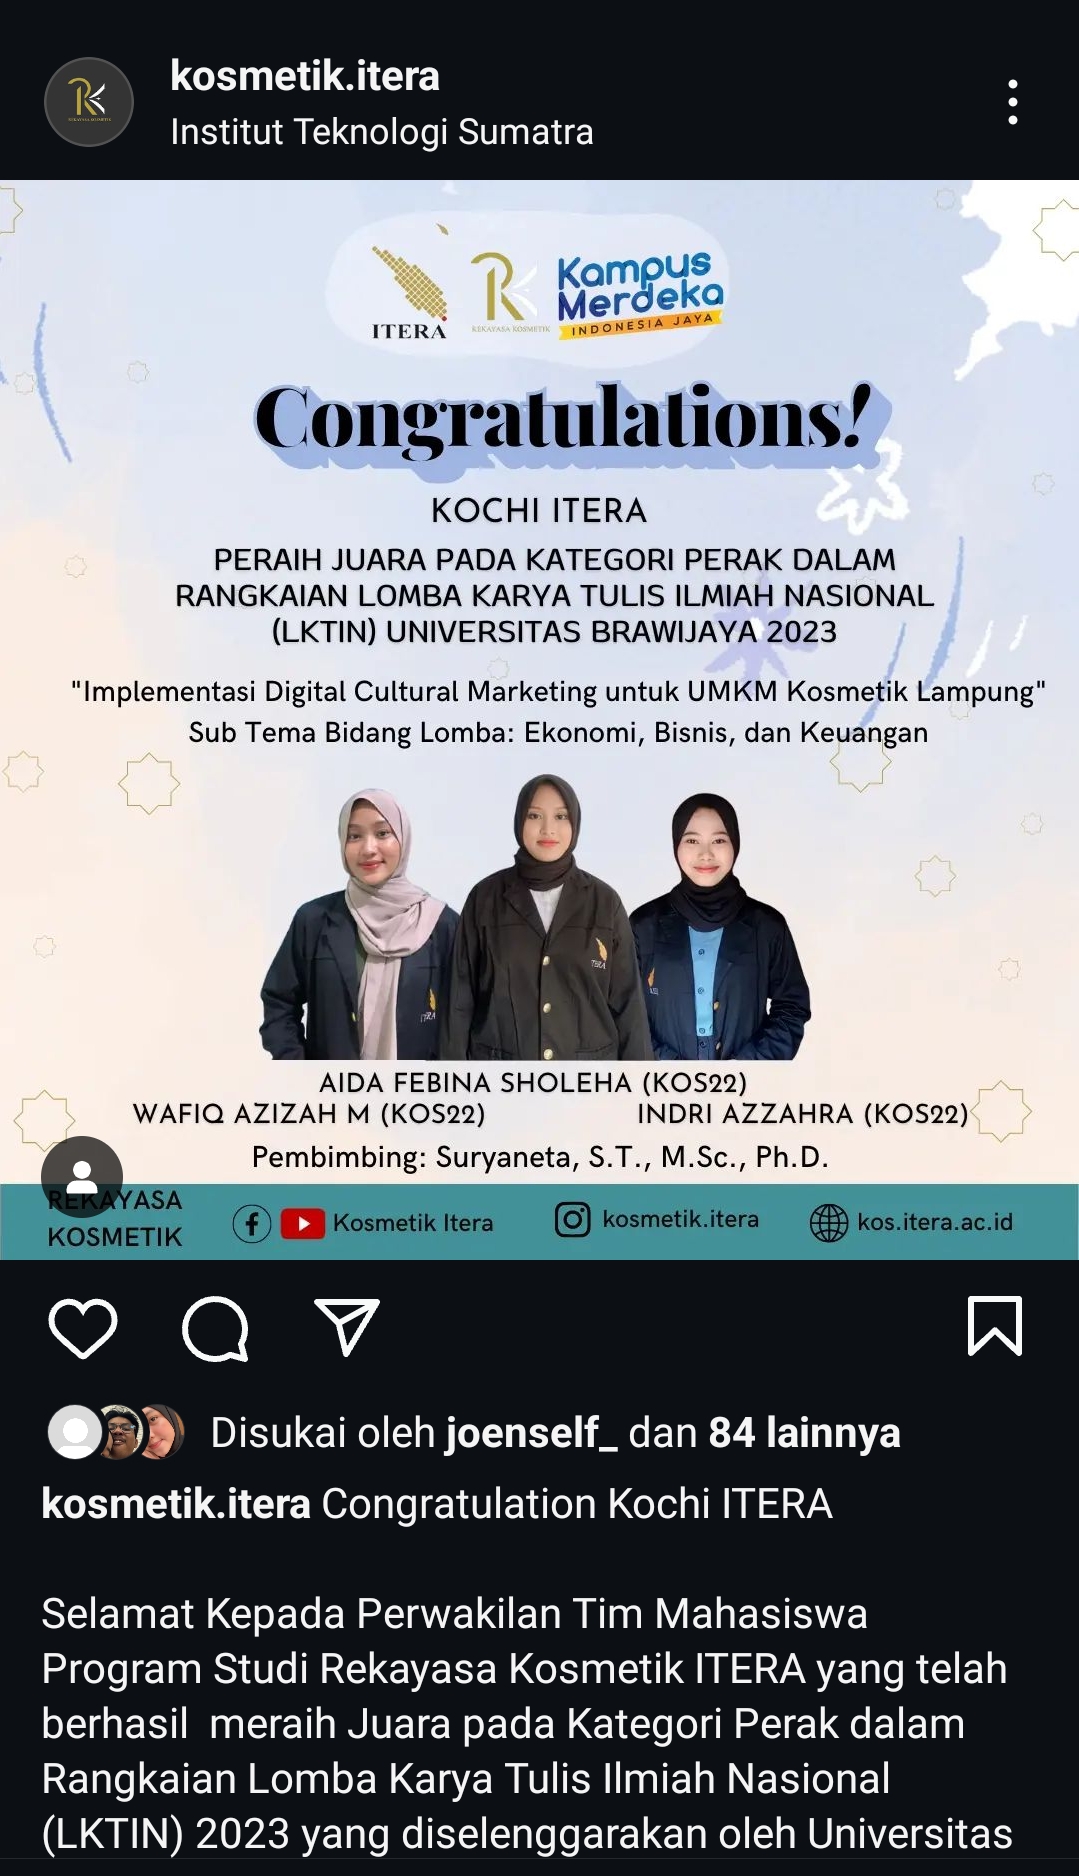 kosmetik.itera
Institut Teknologi Sumatra
ITERA
REKAYASA KOSMETIK
Kampus
Merdeka
INDONESIA JAYA
Congratulations!
KOCHI ITERA
PERAIH JUARA PADA KATEGORI PERAK DALAM
RANGKAIAN LOMBA KARYA TULIS ILMIAH NASIONAL
(LKTIN) UNIVERSITAS BRAWIJAYA 2023
"Implementasi Digital Cultural Marketing untuk UMKM Kosmetik Lampung"
Sub Tema Bidang Lomba: Ekonomi, Bisnis, dan Keuangan
AIDA FEBINA SHOLEHA (KOS22)
WAFIQ AZIZAH M (KOS22) INDRI AZZAHRA (KOS22)
Pembimbing: Suryaneta, S.T., M.Sc., Ph.D.
REKAYASA
KOSMETIK
Kosmetik Itera
kosmetik.itera
kos.itera.ac.id
Disukai oleh joenself_ dan 84 lainnya
kosmetik.itera Congratulation Kochi ITERA
Selamat Kepada Perwakilan Tim Mahasiswa
Program Studi Rekayasa Kosmetik ITERA yang telah
berhasil  meraih Juara pada Kategori Perak dalam
Rangkaian Lomba Karya Tulis Ilmiah Nasional
(LKTIN) 2023 yang diselenggarakan oleh Universitas